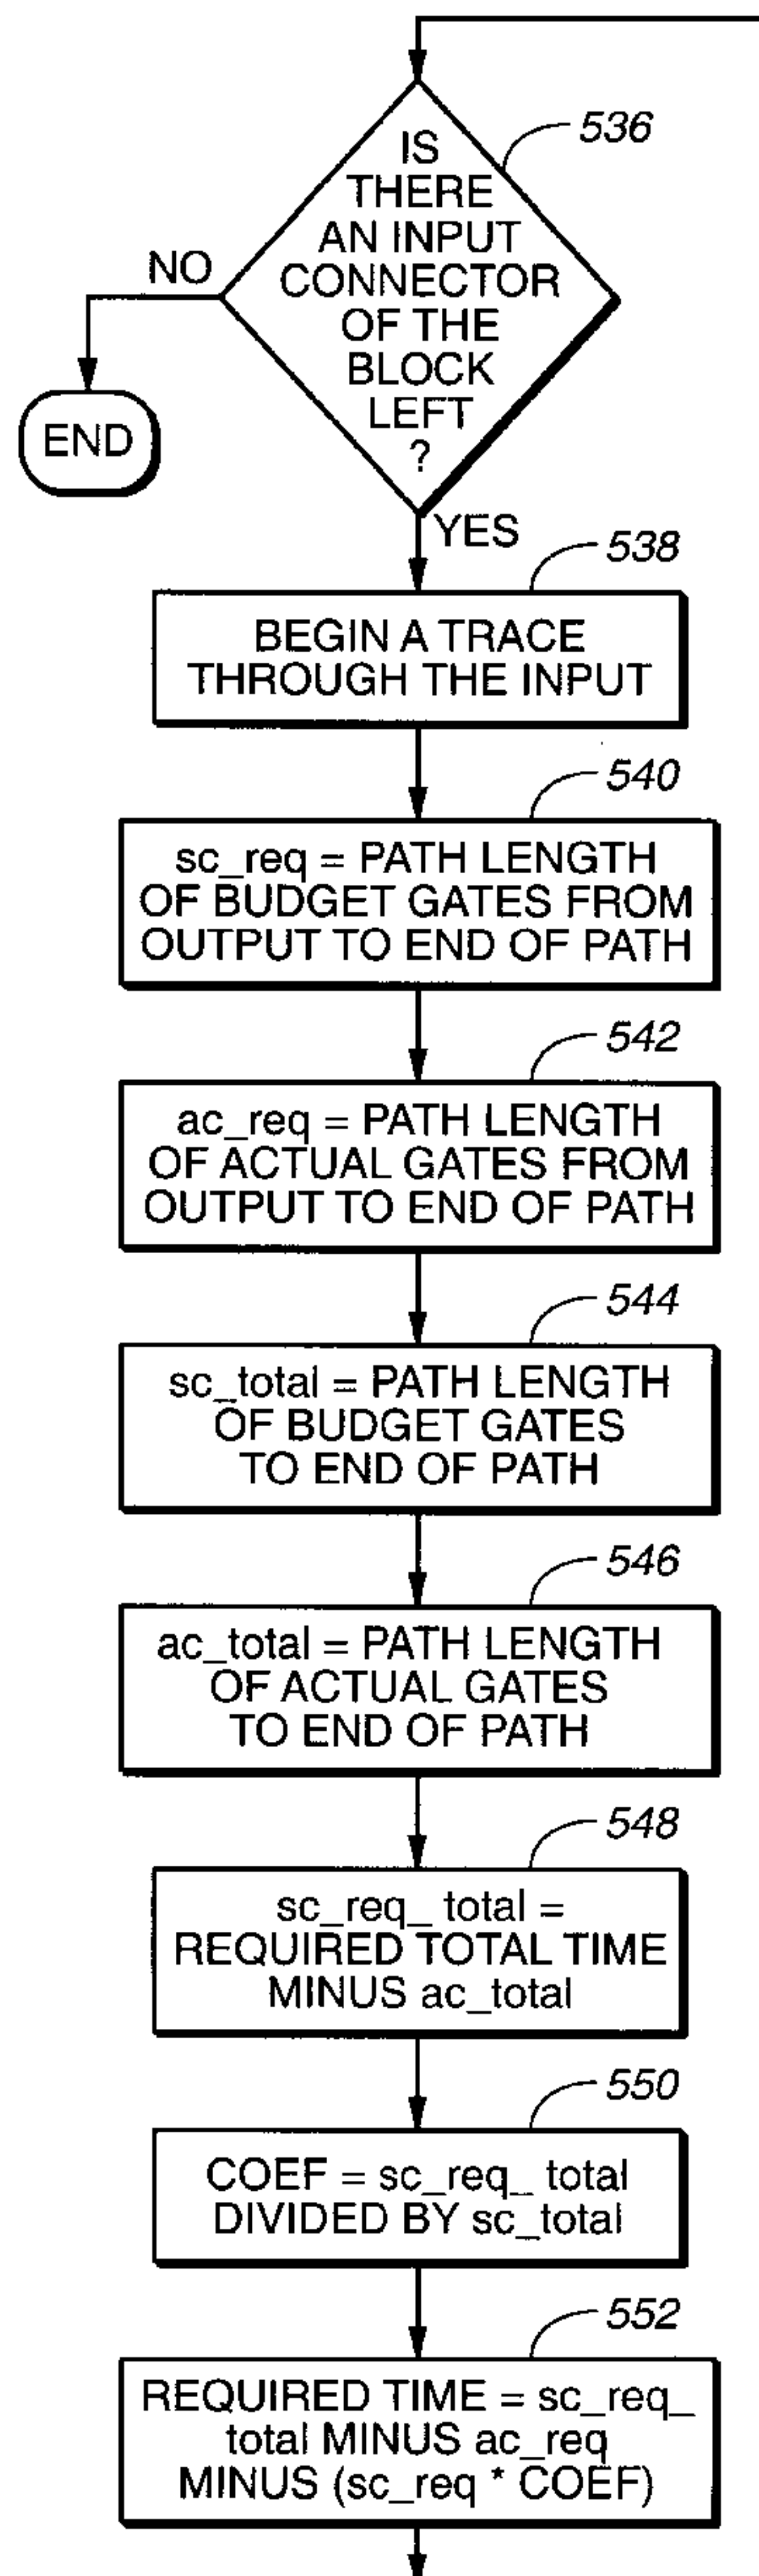 536
IS
THERE
AN INPUT
CONNECTOR
OF THE
BLOCK
LEFT
?
NO
END
YES
538
BEGIN A TRACE
THROUGH THE INPUT
540
sc_req = PATH LENGTH
OF BUDGET GATES FROM
OUTPUT TO END OF PATH
542
ac_req = PATH LENGTH
OF ACTUAL GATES FROM
OUTPUT TO END OF PATH
544
sc_total = PATH LENGTH
OF BUDGET GATES
TO END OF PATH
546
ac_total = PATH LENGTH
OF ACTUAL GATES
TO END OF PATH
548
sc_req_ total =
REQUIRED TOTAL TIME
MINUS ac_total
550
COEF = sc_req_ total
DIVIDED BY sc_total
552
REQUIRED TIME = sc_req_
total MINUS ac_req
MINUS (sc_req * COEF)